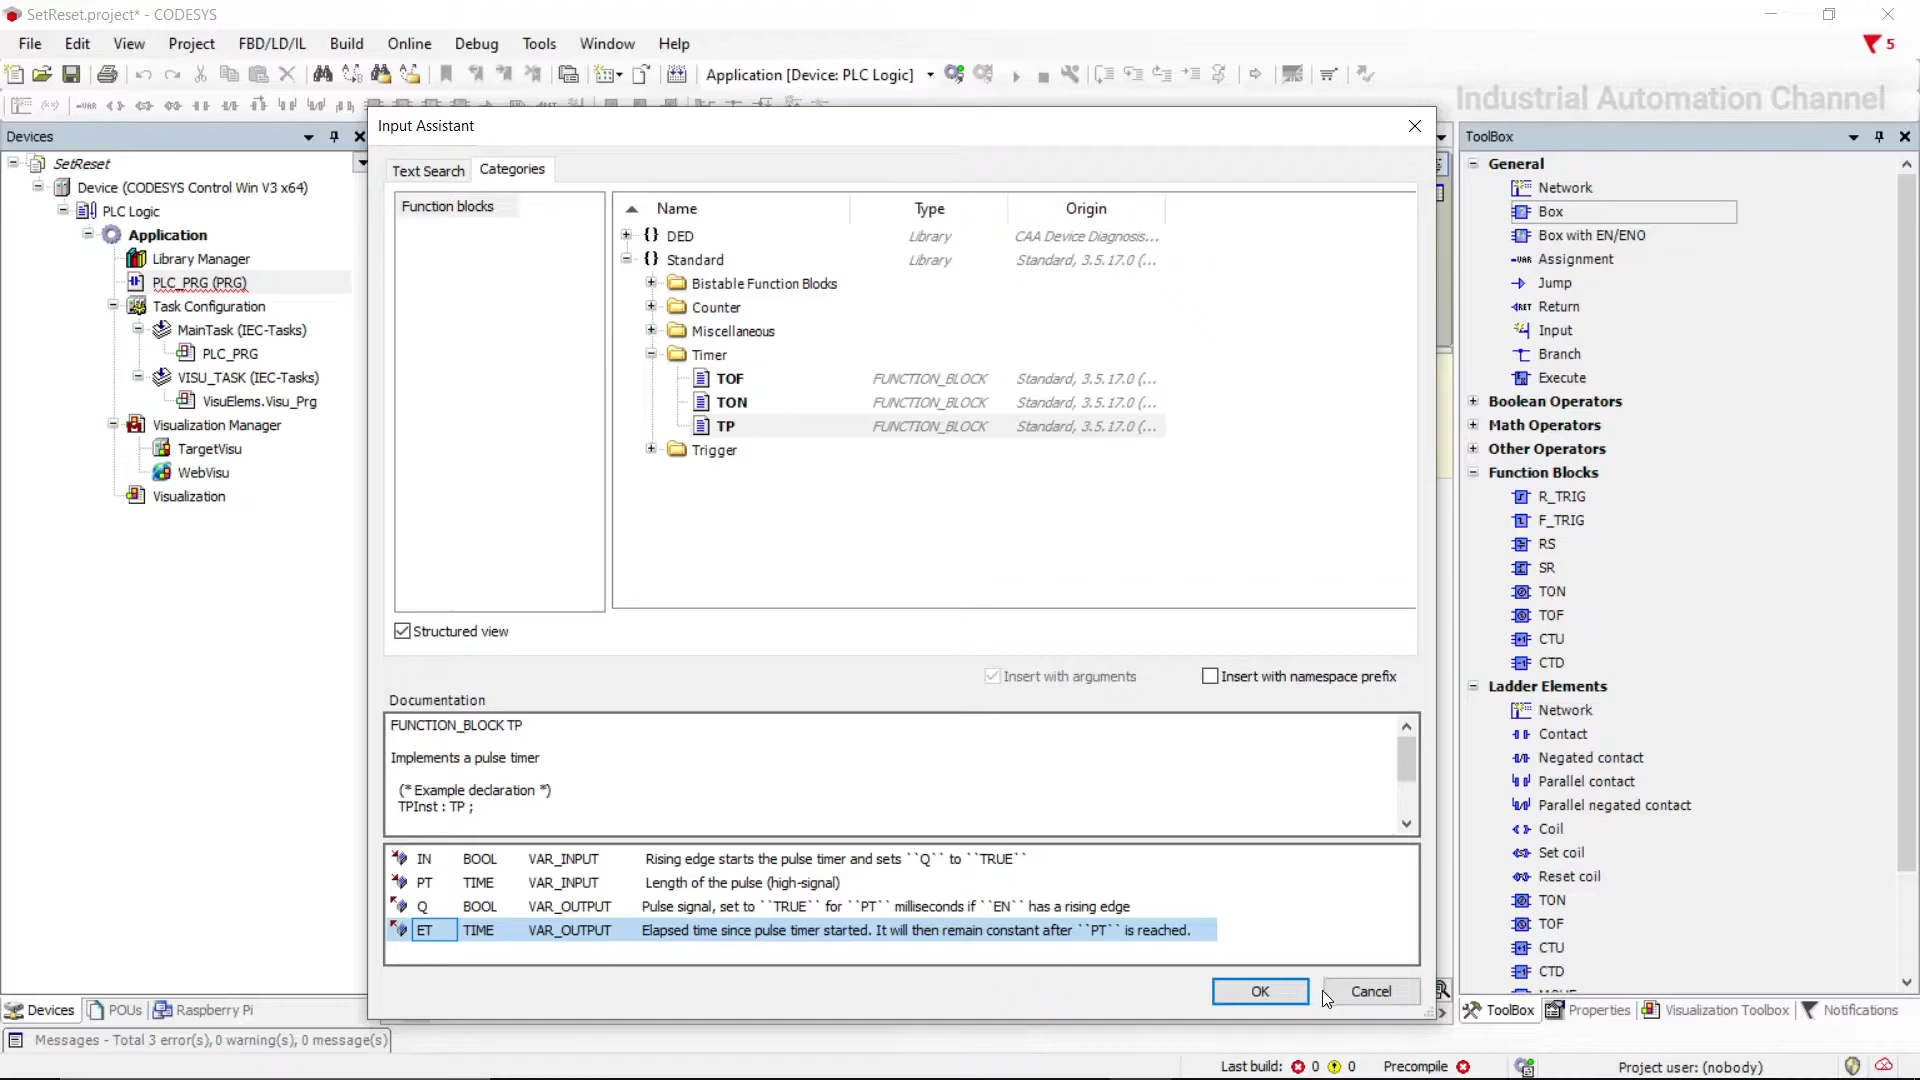 SetReset.project* - CODESYS
File Edit View Project FBD/LD/IL Build Online Debug Tools Window Help
5
Application [Device: PLC Logic]
Industrial Automation Channel
Devices
SetReset
Device (CODESYS Control Win V3 x64)
PLC Logic
Application
Library Manager
PLC_PRG (PRG)
Task Configuration
MainTask (IEC-Tasks)
PLC_PRG
VISU_TASK (IEC-Tasks)
VisuElems.Visu_Prg
Visualization Manager
TargetVisu
WebVisu
Visualization
Devices POUs Raspberry Pi
Messages - Total 3 error(s), 0 warning(s), 0 message(s)
Input Assistant
Text Search Categories
Function blocks
Name Type Origin
DED Library CAA Device Diagnosis...
Standard Library Standard, 3.5.17.0 (...
Bistable Function Blocks
Counter
Miscellaneous
Timer
TOF FUNCTION_BLOCK Standard, 3.5.17.0 (...
TON FUNCTION_BLOCK Standard, 3.5.17.0 (...
TP FUNCTION_BLOCK Standard, 3.5.17.0 (...
Trigger
Structured view
Insert with arguments Insert with namespace prefix
Documentation
FUNCTION_BLOCK TP
Implements a pulse timer
(* Example declaration *)
TPInst : TP ;
IN BOOL VAR_INPUT Rising edge starts the pulse timer and sets ``Q`` to ``TRUE``
PT TIME VAR_INPUT Length of the pulse (high-signal)
Q BOOL VAR_OUTPUT Pulse signal, set to ``TRUE`` for ``PT`` milliseconds if ``EN`` has a rising edge
ET TIME VAR_OUTPUT Elapsed time since pulse timer started. It will then remain constant after ``PT`` is reached.
OK Cancel
ToolBox
General
Network
Box
Box with EN/ENO
Assignment
Jump
Return
Input
Branch
Execute
Boolean Operators
Math Operators
Other Operators
Function Blocks
R_TRIG
F_TRIG
RS
SR
TON
TOF
CTU
CTD
Ladder Elements
Network
Contact
Negated contact
Parallel contact
Parallel negated contact
Coil
Set coil
Reset coil
TON
TOF
CTU
CTD
ToolBox Properties Visualization Toolbox Notifications
Last build: 0 0 Precompile Project user: (nobody)